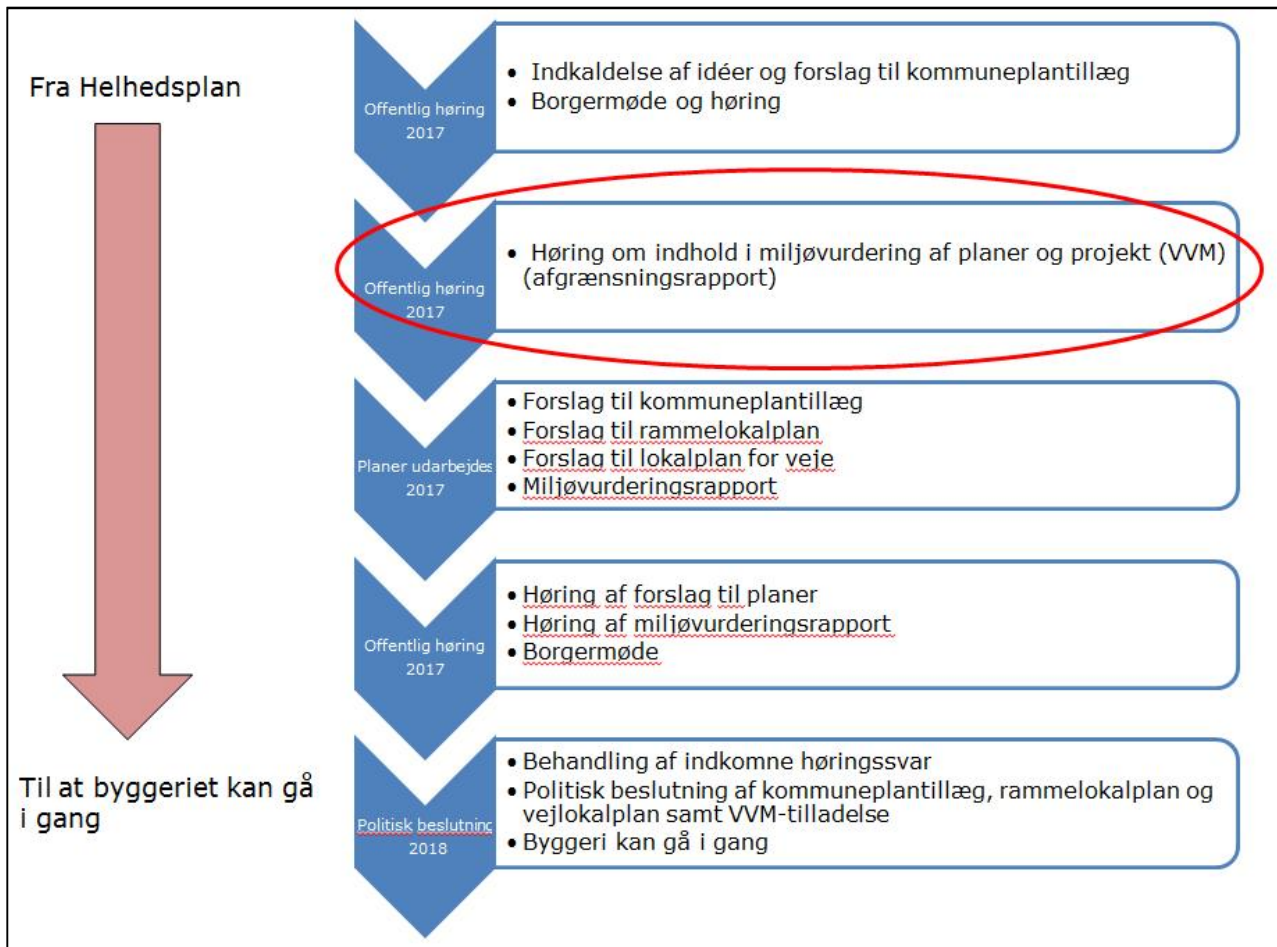 Fra Helhedsplan
Offentlig høring
2017
• Indkaldelse af idéer og forslag til kommuneplantillæg
• Borgermøde og høring
Offentlig høring
2017
• Høring om indhold i miljøvurdering af planer og projekt (VVM)
(afgrænsningsrapport)
Planer udarbejdes
2017
• Forslag til kommuneplantillæg
• Forslag til rammelokalplan
• Forslag til lokalplan for veje
• Miljøvurderingsrapport
Offentlig høring
2017
• Høring af forslag til planer
• Høring af miljøvurderingsrapport
• Borgermøde
Til at byggeriet kan gå
i gang
Politisk beslutning
2018
• Behandling af indkomne høringssvar
• Politisk beslutning af kommuneplantillæg, rammelokalplan og
vejlokalplan samt VVM-tilladelse
• Byggeri kan gå i gang